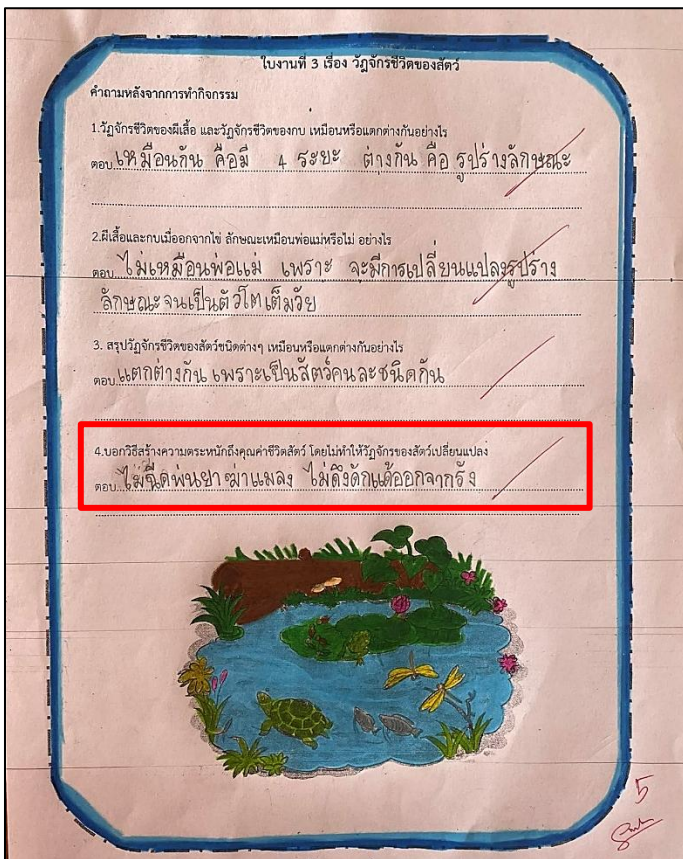 ใบงานที่ 3 เรื่อง วัฎจักรชีวิตของสัตว์
คำถามหลังจากการทำกิจกรรม
1.วัฎจักรชีวิตของผีเสื้อ และวัฎจักรชีวิตของกบ เหมือนหรือแตกต่างกันอย่างไร
ตอบ เหมือนกัน คือมี 4 ระยะ ต่างกัน คือ รูปร่างลักษณะ
2.ผีเสื้อและกบเมื่อออกจากไข่ ลักษณะเหมือนพ่อแม่หรือไม่ อย่างไร
ตอบ ไม่เหมือนพ่อแม่ เพราะ จะมีการเปลี่ยนแปลงรูปร่าง
ลักษณะจนเป็นตัวโตเต็มวัย
3. สรุปวัฎจักรชีวิตของสัตว์ชนิดต่างๆ เหมือนหรือแตกต่างกันอย่างไร
ตอบ แตกต่างกัน เพราะเป็นสัตว์คนละชนิดกัน
4.บอกวิธีสร้างความตระหนักถึงคุณค่าชีวิตสัตว์ โดยไม่ทำให้วัฎจักรของสัตว์เปลี่ยนแปลง
ตอบ ไม่ฉีดพ่นยาฆ่าแมลง ไม่ดึงดักแด้ออกจากรัง
5